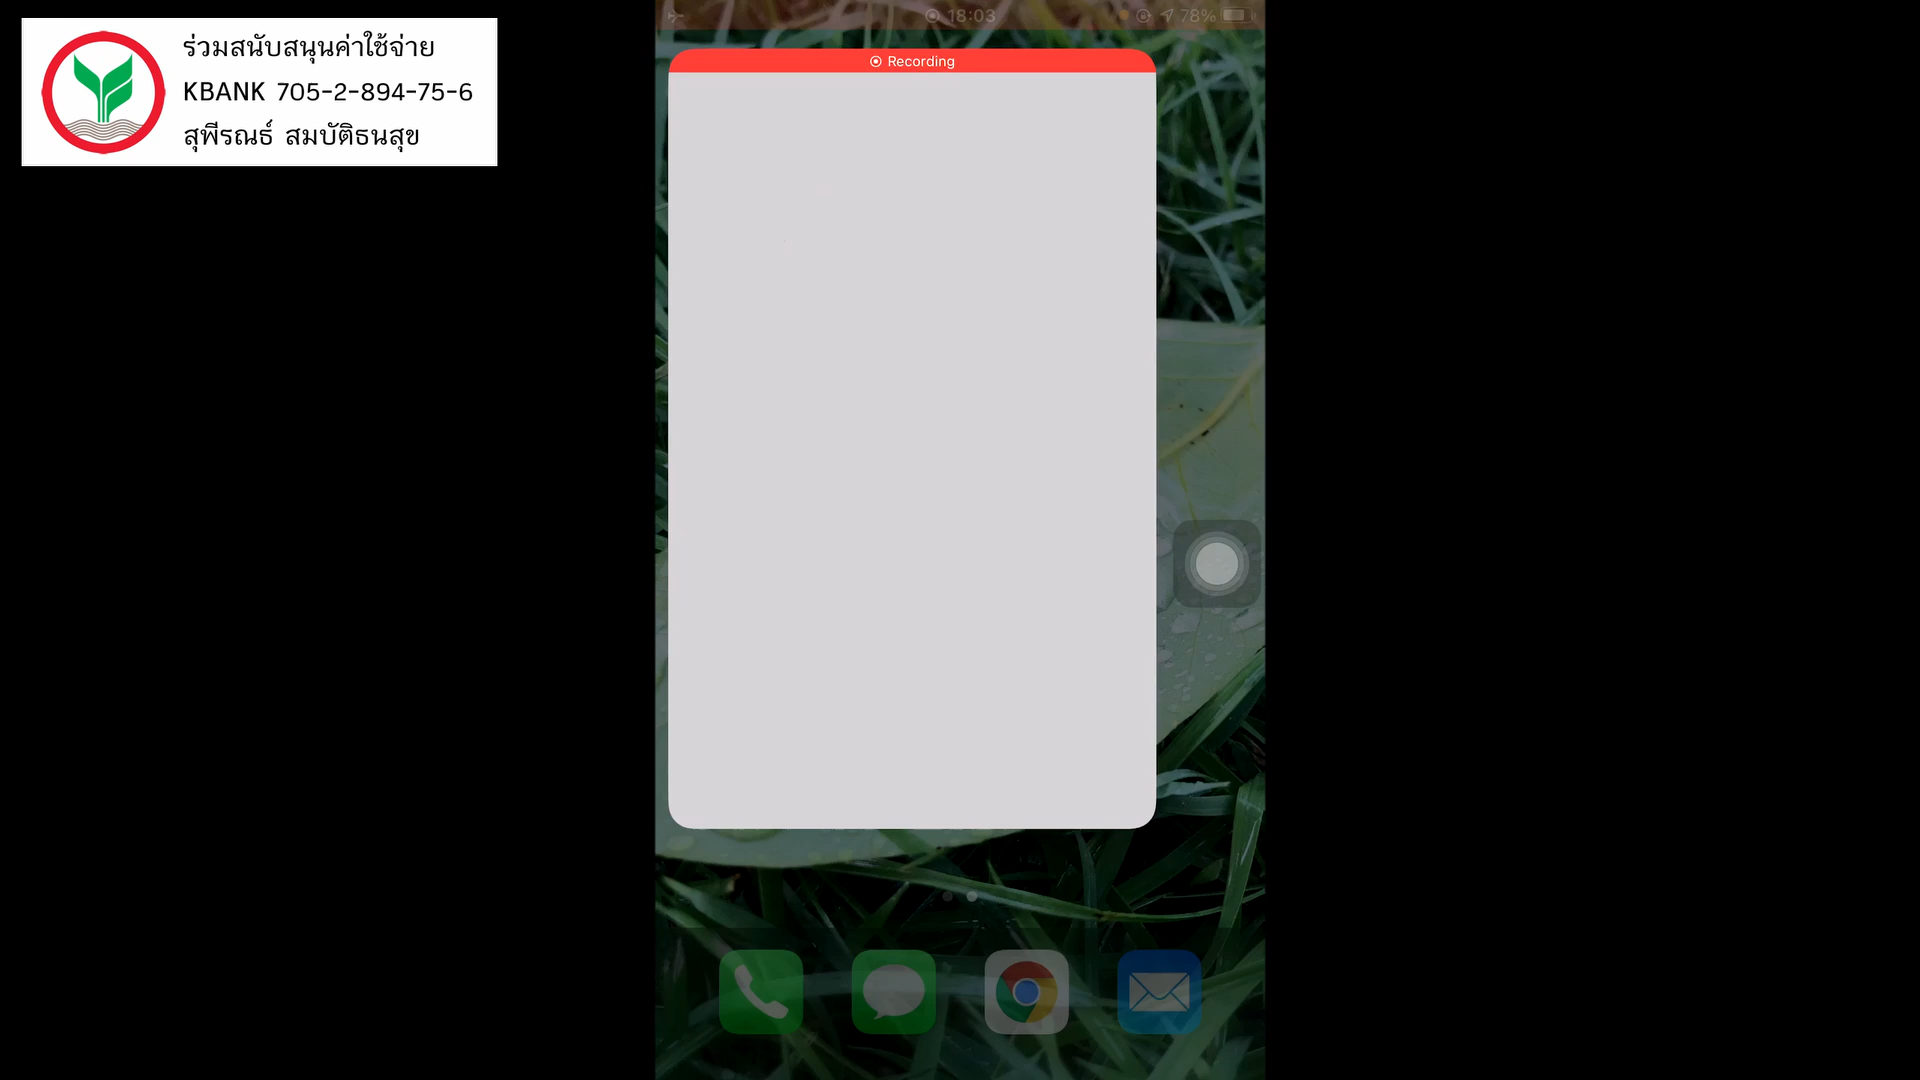 ร่วมสนับสนุนค่าใช้จ่าย
KBANK 705-2-894-75-6
สุพีรณธ์ สมบัติธนสุข
18:03
78%
Recording